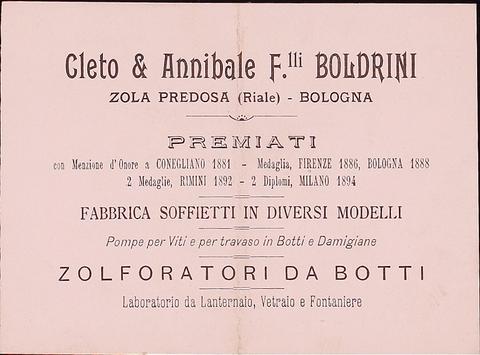 Cleto & Annibale F.lli BOLDRINI
ZOLA PREDOSA (Riale) - BOLOGNA
PREMIATI
con Menzione d'Onore a CONEGLIANO 1881 - Medaglia, FIRENZE 1886, BOLOGNA 1888
2 Medaglie, RIMINI 1892 - 2 Diplomi, MILANO 1894
FABBRICA SOFFIETTI IN DIVERSI MODELLI
Pompe per Viti e per travaso in Botti e Damigiane
ZOLFORATORI DA BOTTI
Laboratorio da Lanternaio, Vetraio e Fontaniere